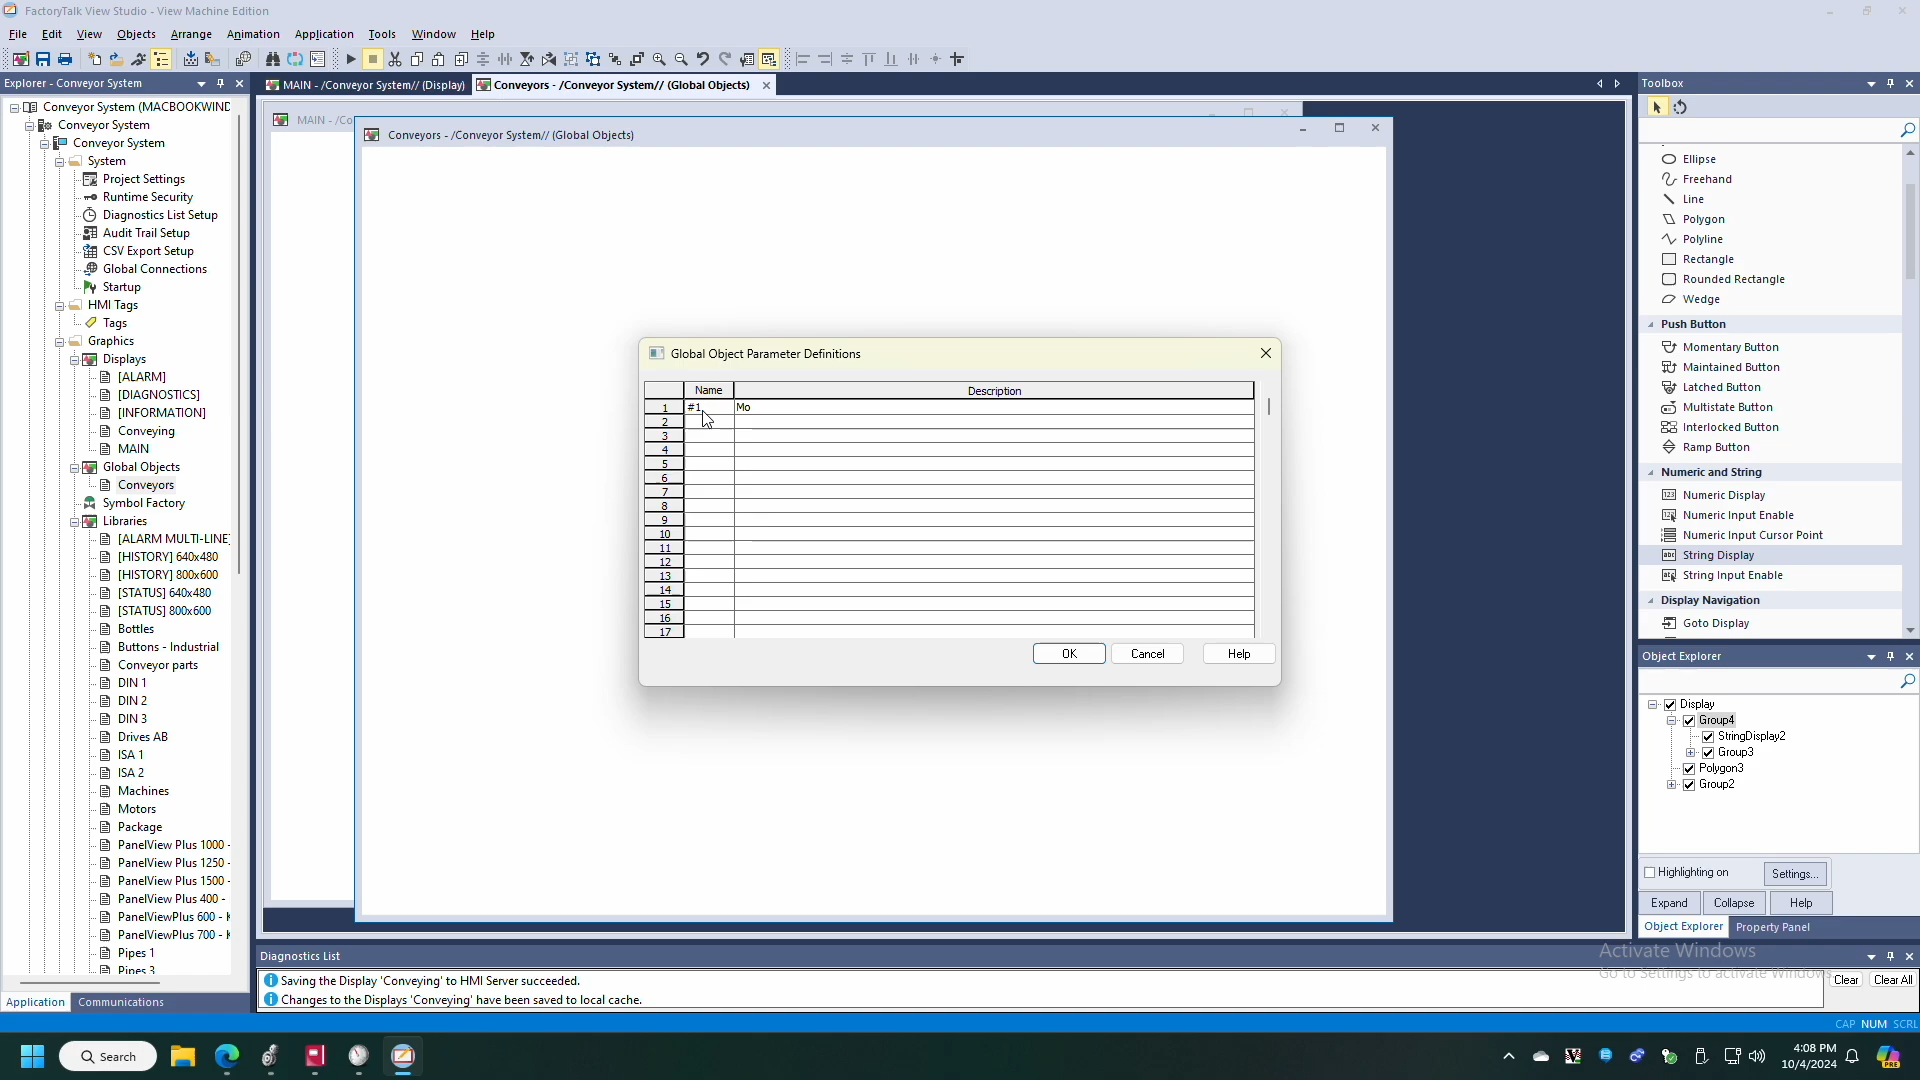 FactoryTalk View Studio - View Machine Edition
File Edit View Objects Arrange Animation Application Tools Window Help
Explorer - Conveyor System
Conveyor System (MACBOOKWIND
Conveyor System
Conveyor System
System
Project Settings
Runtime Security
Diagnostics List Setup
Audit Trail Setup
CSV Export Setup
Global Connections
Startup
HMI Tags
Tags
Graphics
Displays
[ALARM]
[DIAGNOSTICS]
[INFORMATION]
Conveying
MAIN
Global Objects
Conveyors
Symbol Factory
Libraries
[ALARM MULTI-LINE]
[HISTORY] 640x480
[HISTORY] 800x600
[STATUS] 640x480
[STATUS] 800x600
Bottles
Buttons - Industrial
Conveyor parts
DIN 1
DIN 2
DIN 3
Drives AB
ISA 1
ISA 2
Machines
Motors
Package
PanelView Plus 1000 -
PanelView Plus 1250 -
PanelView Plus 1500 -
PanelView Plus 400 -
PanelViewPlus 600 - K
PanelViewPlus 700 - K
Pipes 1
Pipes 3
Application Communications
MAIN - /Conveyor System// (Display) Conveyors - /Conveyor System// (Global Objects)
MAIN - /Co
Conveyors - /Conveyor System// (Global Objects)
Global Object Parameter Definitions
Name Description
1 #1 Mo
2
3
4
5
6
7
8
9
10
11
12
13
14
15
16
17
OK Cancel Help
Diagnostics List
Saving the Display 'Conveying' to HMI Server succeeded.
Changes to the Displays 'Conveying' have been saved to local cache.
Clear Clear All
Toolbox
Ellipse
Freehand
Line
Polygon
Polyline
Rectangle
Rounded Rectangle
Wedge
Push Button
Momentary Button
Maintained Button
Latched Button
Multistate Button
Interlocked Button
Ramp Button
Numeric and String
Numeric Display
Numeric Input Enable
Numeric Input Cursor Point
String Display
String Input Enable
Display Navigation
Goto Display
Object Explorer
Display
Group4
StringDisplay2
Group3
Polygon3
Group2
Highlighting on Settings...
Expand Collapse Help
Object Explorer Property Panel
Activate Windows
Go to Settings to activate Windows.
CAP NUM SCRL
Search
4:08 PM
10/4/2024
PRE